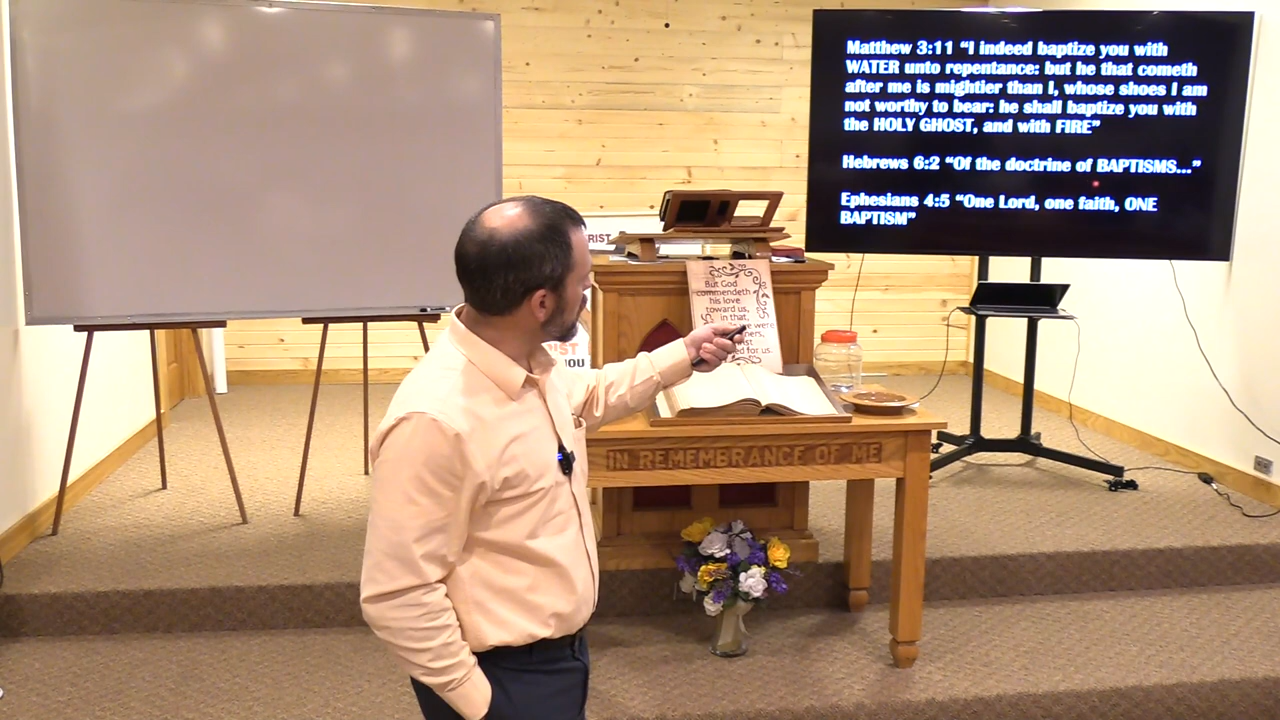 Matthew 3:11 “I indeed baptize you with
WATER unto repentance: but he that cometh
after me is mightier than I, whose shoes I am
not worthy to bear: he shall baptize you with
the HOLY GHOST, and with FIRE”
Hebrews 6:2 “Of the doctrine of BAPTISMS...”
Ephesians 4:5 “One Lord, one faith, ONE
BAPTISM”
But God
commendeth
his love
toward us,
in that,
were
for us.
IN REMEMBRANCE OF ME